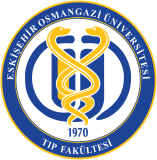 ESKİŞEHİR OSMANGAZİ ÜNİVERSİTESİ
1970
TIP FAKÜLTESİ